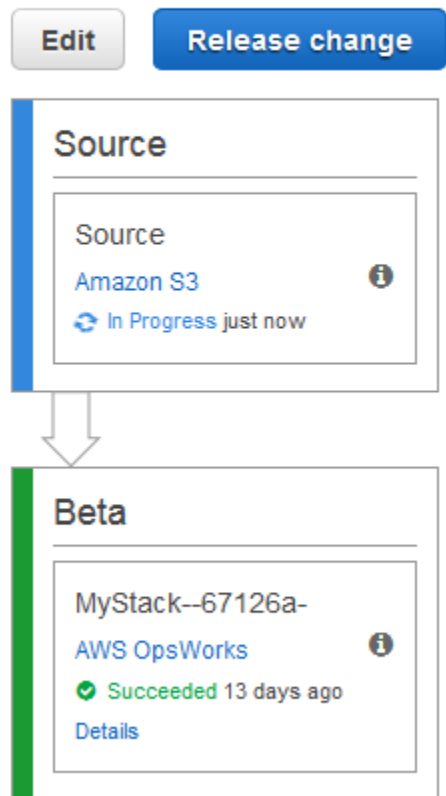 Edit
Release change
Source
Source
Amazon S3
In Progress just now
Beta
MyStack--67126a-
AWS OpsWorks
Succeeded 13 days ago
Details